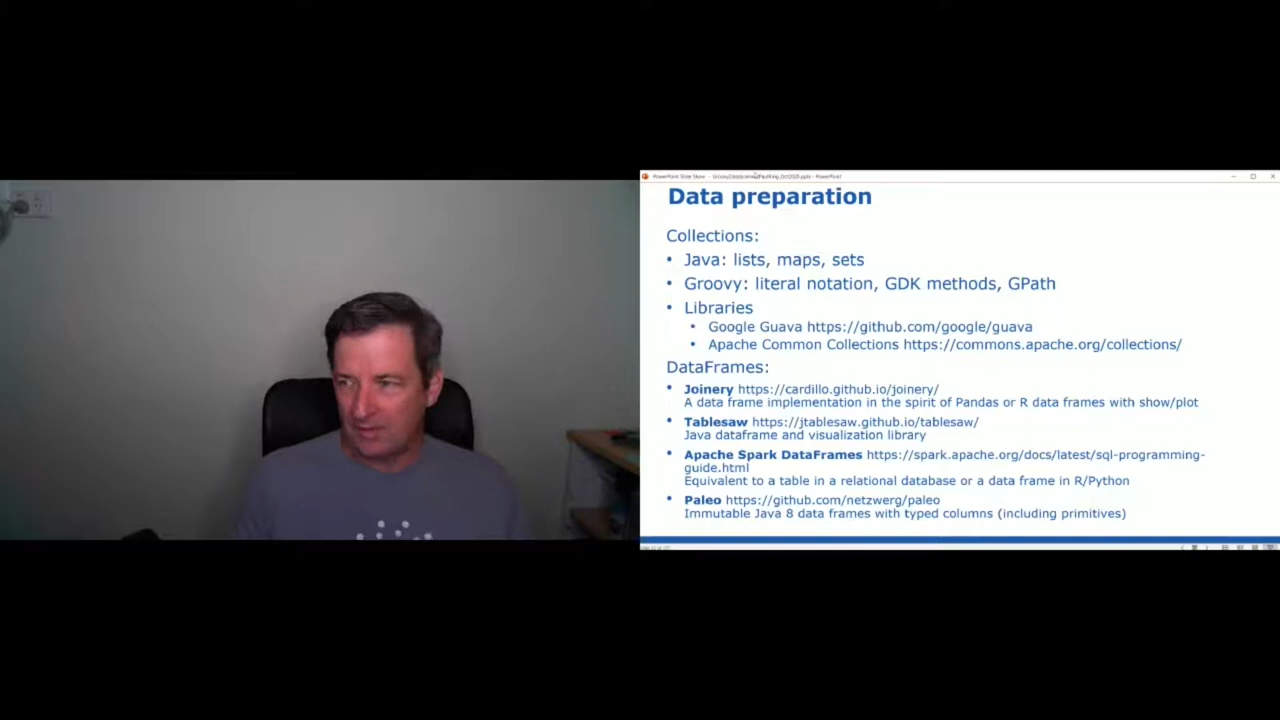 Data preparation
Collections:
• Java: lists, maps, sets
• Groovy: literal notation, GDK methods, GPath
• Libraries
• Google Guava https://github.com/google/guava
• Apache Common Collections https://commons.apache.org/collections/
DataFrames:
• Joinery https://cardillo.github.io/joinery/
A data frame implementation in the spirit of Pandas or R data frames with show/plot
• Tablesaw https://jtablesaw.github.io/tablesaw/
Java dataframe and visualization library
• Apache Spark DataFrames https://spark.apache.org/docs/latest/sql-programming-
guide.html
Equivalent to a table in a relational database or a data frame in R/Python
• Paleo https://github.com/netzwerg/paleo
Immutable Java 8 data frames with typed columns (including primitives)